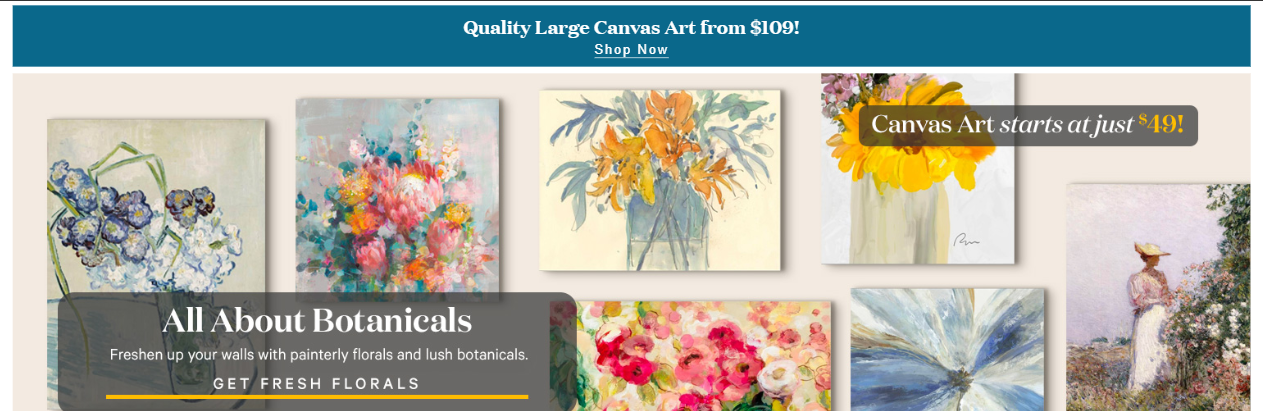 Quality Large Canvas Art from $109!
Shop Now
Canvas Art starts at just $49!
All About Botanicals
Freshen up your walls with painterly florals and lush botanicals.
GET FRESH FLORALS